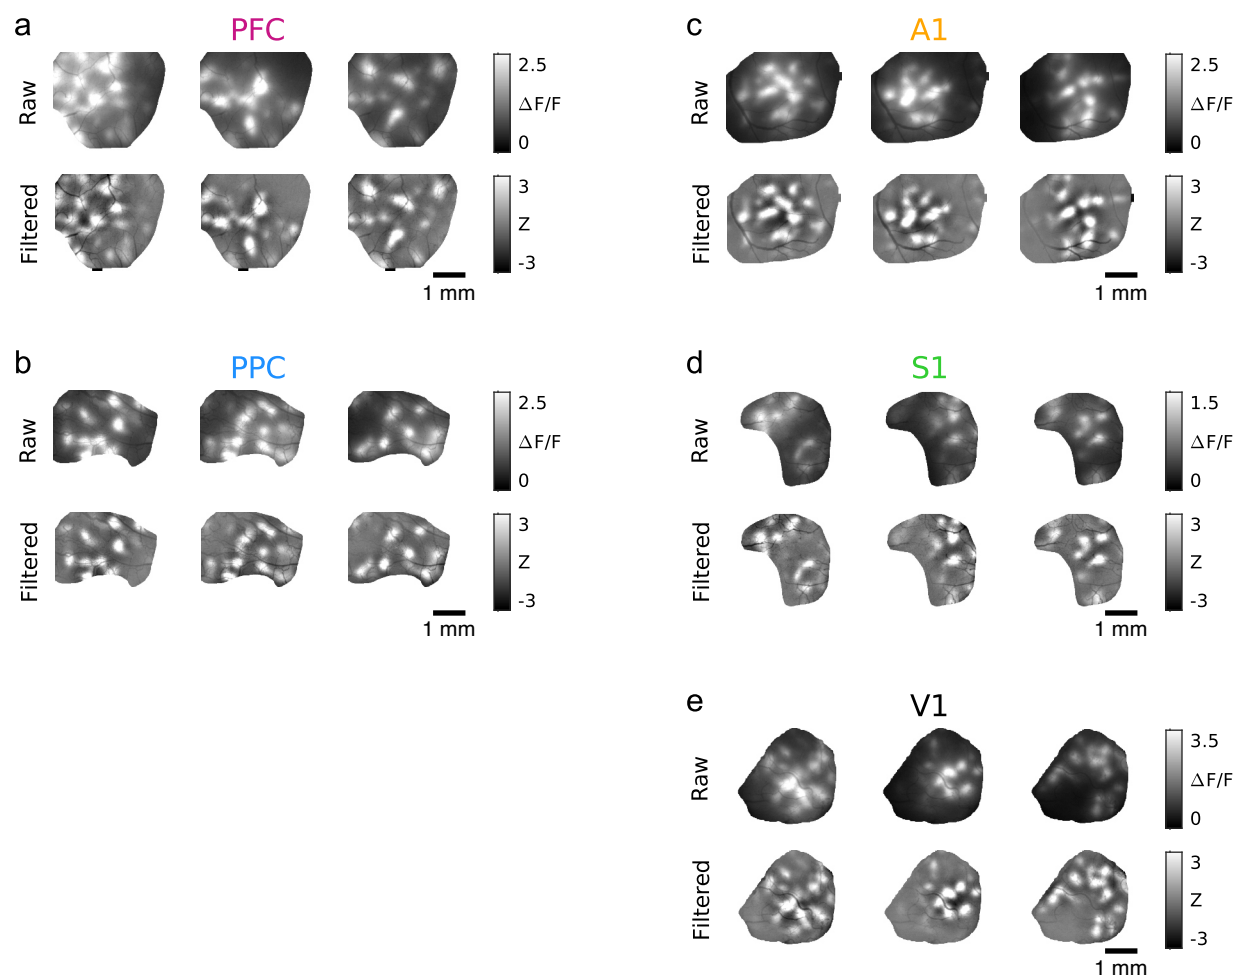 a
PFC
Raw
2.5
ΔF/F
0
Filtered
3
Z
-3
1 mm
b
PPC
Raw
2.5
ΔF/F
0
Filtered
3
Z
-3
1 mm
c
A1
Raw
2.5
ΔF/F
0
Filtered
3
Z
-3
1 mm
d
S1
Raw
1.5
ΔF/F
0
Filtered
3
Z
-3
1 mm
e
V1
Raw
3.5
ΔF/F
0
Filtered
3
Z
-3
1 mm